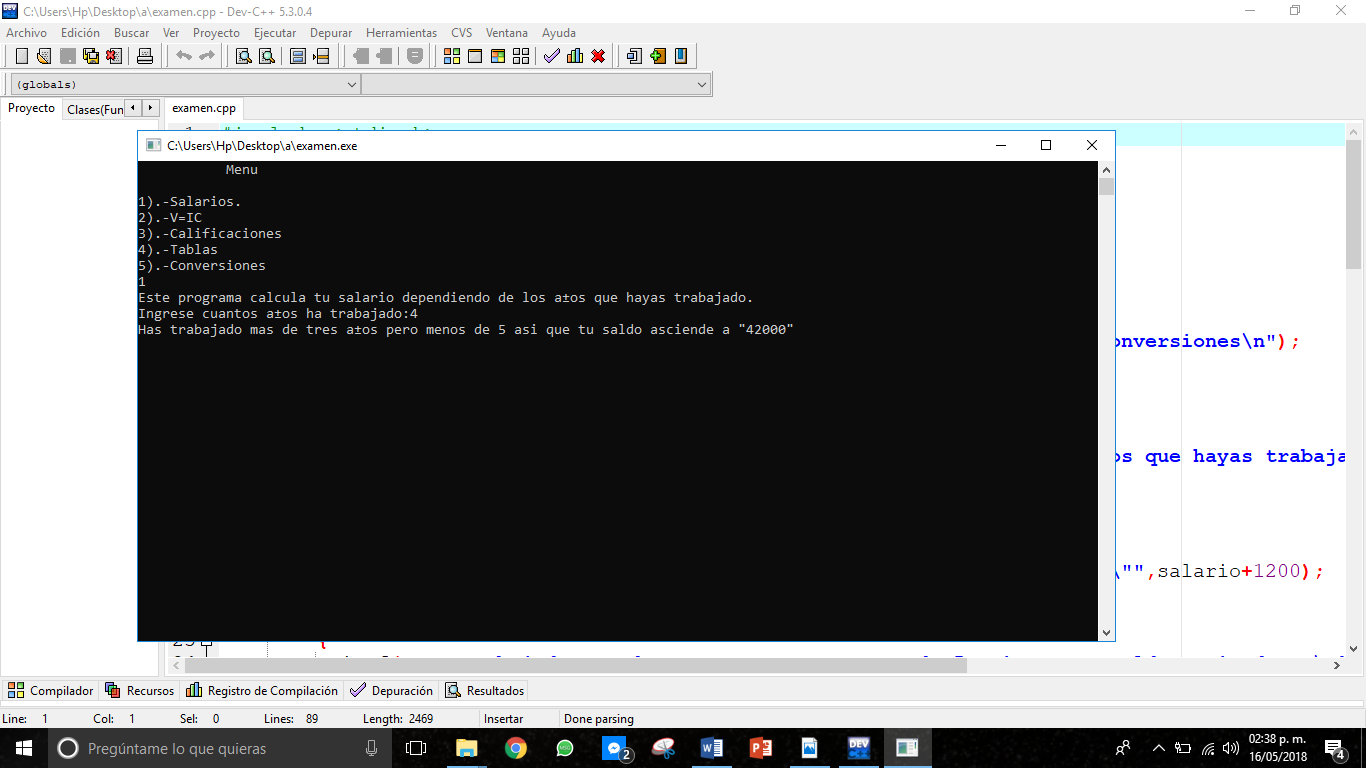 C:\Users\Hp\Desktop\a\examen.cpp - Dev-C++ 5.3.0.4
Archivo Edición Buscar Ver Proyecto Ejecutar Depurar Herramientas CVS Ventana Ayuda
(globals)
Proyecto Clases(Fun examen.cpp
C:\Users\Hp\Desktop\a\examen.exe
Menu
1).-Salarios.
2).-V=IC
3).-Calificaciones
4).-Tablas
5).-Conversiones
1
Este programa calcula tu salario dependiendo de los a±os que hayas trabajado.
Ingrese cuantos a±os ha trabajado:4
Has trabajado mas de tres a±os pero menos de 5 asi que tu saldo asciende a "42000"
onversiones\n");
os que hayas trabaja
\"",salario+1200);
Compilador Recursos Registro de Compilación Depuración Resultados
Line: 1 Col: 1 Sel: 0 Lines: 89 Length: 2469 Insertar Done parsing
Pregúntame lo que quieras 2 DEV 02:38 p. m.
16/05/2018 4